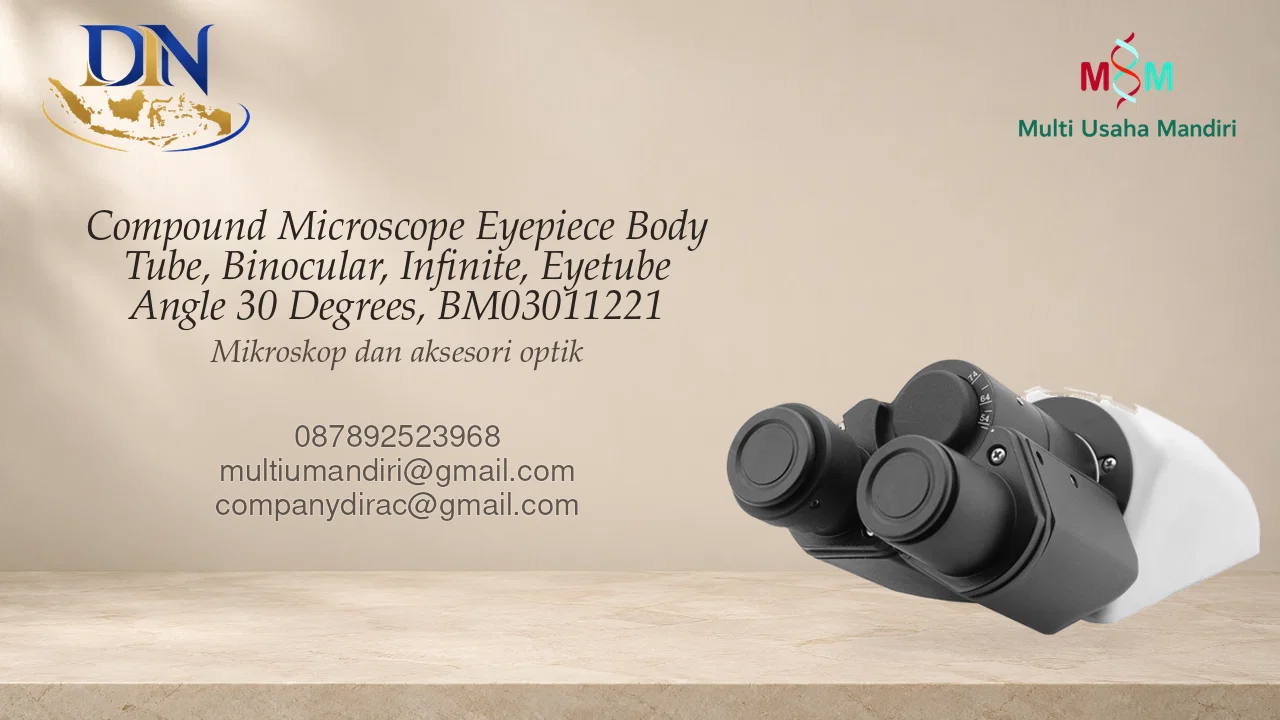 DIN
M M
Multi Usaha Mandiri
Compound Microscope Eyepiece Body
Tube, Binocular, Infinite, Eyetube
Angle 30 Degrees, BM03011221
Mikroskop dan aksesori optik
087892523968
multiumandiri@gmail.com
companydirac@gmail.com
74
64
54